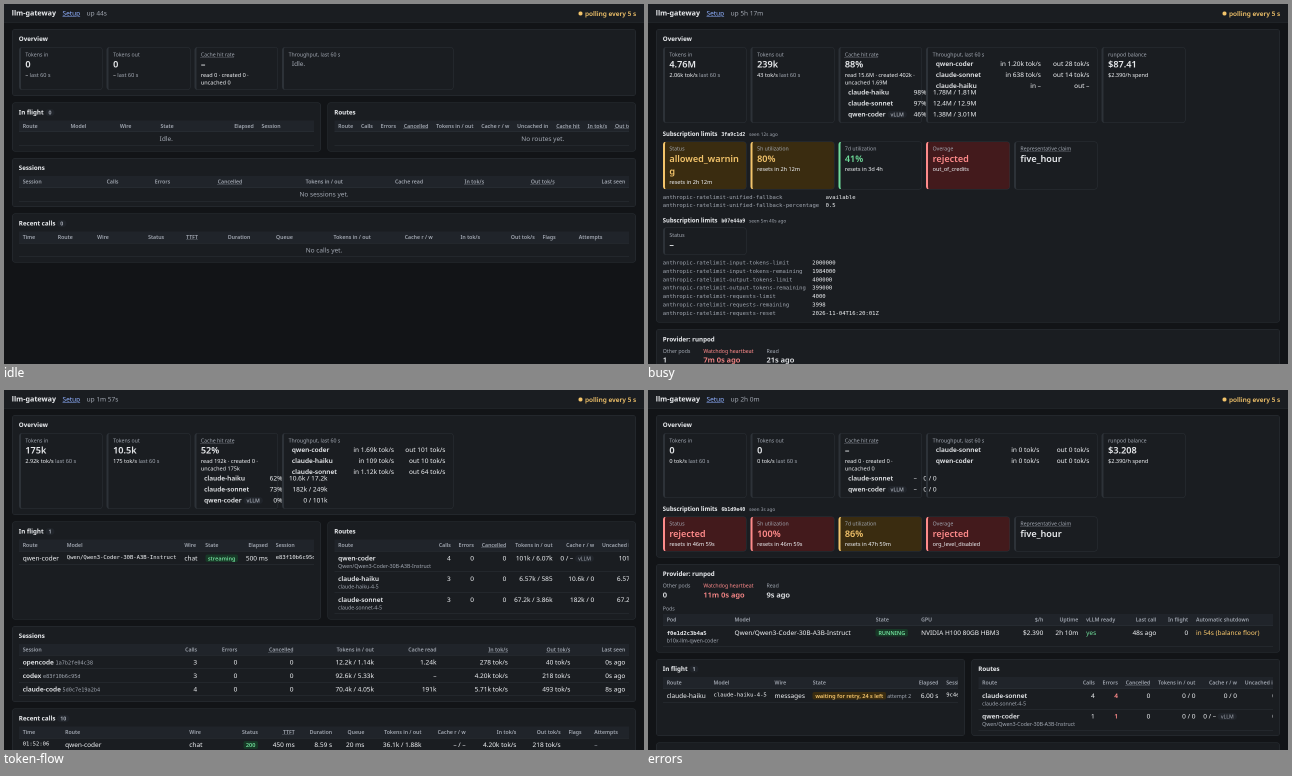 llm-gateway Setup up 44s polling every 5 s
Overview
Tokens in
0
– last 60 s
Tokens out
0
– last 60 s
Cache hit rate
–
read 0 · created 0 ·
uncached 0
Throughput, last 60 s
Idle.
In flight 0
Route Model Wire State Elapsed Session
Idle.
Routes
Route Calls Errors Cancelled Tokens in / out Cache r / w Uncached in Cache hit In tok/s Out t
No routes yet.
Sessions
Session Calls Errors Cancelled Tokens in / out Cache read In tok/s Out tok/s Last seen
No sessions yet.
Recent calls 0
Time Route Wire Status TTFT Duration Queue Tokens in / out Cache r / w In tok/s Out tok/s Flags Attempts
No calls yet.
idle
llm-gateway Setup up 5h 17m polling every 5 s
Overview
Tokens in
4.76M
2.06k tok/s last 60 s
Tokens out
239k
43 tok/s last 60 s
Cache hit rate
88%
read 15.6M · created 402k ·
uncached 1.69M
claude-haiku 98% 1.78M / 1.81M
claude-sonnet 97% 12.4M / 12.9M
qwen-coder vLLM 46% 1.38M / 3.01M
Throughput, last 60 s
qwen-coder in 1.20k tok/s out 28 tok/s
claude-sonnet in 638 tok/s out 14 tok/s
claude-haiku in – out –
runpod balance
$87.41
$2.390/h spend
Subscription limits 3fa9c1d2 seen 12s ago
Status
allowed_warnin
g
resets in 2h 12m
5h utilization
80%
resets in 2h 12m
7d utilization
41%
resets in 3d 4h
Overage
rejected
out_of_credits
Representative claim
five_hour
anthropic-ratelimit-unified-fallback available
anthropic-ratelimit-unified-fallback-percentage 0.5
Subscription limits b07e44a9 seen 5m 40s ago
Status
–
anthropic-ratelimit-input-tokens-limit 2000000
anthropic-ratelimit-input-tokens-remaining 1984000
anthropic-ratelimit-output-tokens-limit 400000
anthropic-ratelimit-output-tokens-remaining 399000
anthropic-ratelimit-requests-limit 4000
anthropic-ratelimit-requests-remaining 3998
anthropic-ratelimit-requests-reset 2026-11-04T16:20:01Z
Provider: runpod
Other pods Watchdog heartbeat Read
1 7m 0s ago 21s ago
busy
llm-gateway Setup up 1m 57s polling every 5 s
Overview
Tokens in
175k
2.92k tok/s last 60 s
Tokens out
10.5k
175 tok/s last 60 s
Cache hit rate
52%
read 192k · created 0 ·
uncached 175k
claude-haiku 62% 10.6k / 17.2k
claude-sonnet 73% 182k / 249k
qwen-coder vLLM 0% 0 / 101k
Throughput, last 60 s
qwen-coder in 1.69k tok/s out 101 tok/s
claude-haiku in 109 tok/s out 10 tok/s
claude-sonnet in 1.12k tok/s out 64 tok/s
In flight 1
Route Model Wire State Elapsed Session
qwen-coder Qwen/Qwen3-Coder-30B-A3B-Instruct chat streaming 500 ms e83f10b6c95d
Routes
Route Calls Errors Cancelled Tokens in / out Cache r / w Uncached
qwen-coder 4 0 0 101k / 6.07k 0 / – vLLM 101
Qwen/Qwen3-Coder-30B-A3B-Instruct
claude-haiku 3 0 0 6.57k / 585 10.6k / 0 6.57
claude-haiku-4-5
claude-sonnet 3 0 0 67.2k / 3.86k 182k / 0 67.2
claude-sonnet-4-5
Sessions
Session Calls Errors Cancelled Tokens in / out Cache read In tok/s Out tok/s Last seen
opencode 1a7b2fe04c38 3 0 0 12.2k / 1.14k 1.24k 278 tok/s 40 tok/s 0s ago
codex e83f10b6c95d 3 0 0 92.6k / 5.33k – 4.20k tok/s 218 tok/s 0s ago
claude-code 5d0c7e19a2b4 4 0 0 70.4k / 4.05k 191k 5.71k tok/s 493 tok/s 8s ago
Recent calls 10
Time Route Wire Status TTFT Duration Queue Tokens in / out Cache r / w In tok/s Out tok/s Flags Attempts
01:52:06 qwen-coder chat 200 450 ms 8.59 s 20 ms 36.1k / 1.88k – / – 4.20k tok/s 218 tok/s –
token-flow
llm-gateway Setup up 2h 0m polling every 5 s
Overview
Tokens in
0
0 tok/s last 60 s
Tokens out
0
0 tok/s last 60 s
Cache hit rate
–
read 0 · created 0 ·
uncached 0
claude-sonnet – 0 / 0
qwen-coder vLLM – 0 / 0
Throughput, last 60 s
claude-sonnet in 0 tok/s out 0 tok/s
qwen-coder in 0 tok/s out 0 tok/s
runpod balance
$3.208
$2.390/h spend
Subscription limits 6b1d9e40 seen 3s ago
Status
rejected
resets in 46m 59s
5h utilization
100%
resets in 46m 59s
7d utilization
86%
resets in 47h 59m
Overage
rejected
org_level_disabled
Representative claim
five_hour
Provider: runpod
Other pods Watchdog heartbeat Read
0 11m 0s ago 9s ago
Pods
Pod Model State GPU $/h Uptime vLLM ready Last call In flight Automatic shutdown
f0e1d2c3b4a5 Qwen/Qwen3-Coder-30B-A3B-Instruct RUNNING NVIDIA H100 80GB HBM3 $2.390 2h 10m yes 48s ago 0 in 54s (balance floor)
b10x-llm-qwen-coder
In flight 1
Route Model Wire State Elapsed Sessi
claude-haiku claude-haiku-4-5 messages waiting for retry, 24 s left attempt 2 6.00 s 9c4e
Routes
Route Calls Errors Cancelled Tokens in / out Cache r / w Uncached i
claude-sonnet 4 4 0 0 / 0 0 / 0
claude-sonnet-4-5
qwen-coder 1 1 0 0 / 0 0 / – vLLM
Qwen/Qwen3-Coder-30B-A3B-Instruct
errors